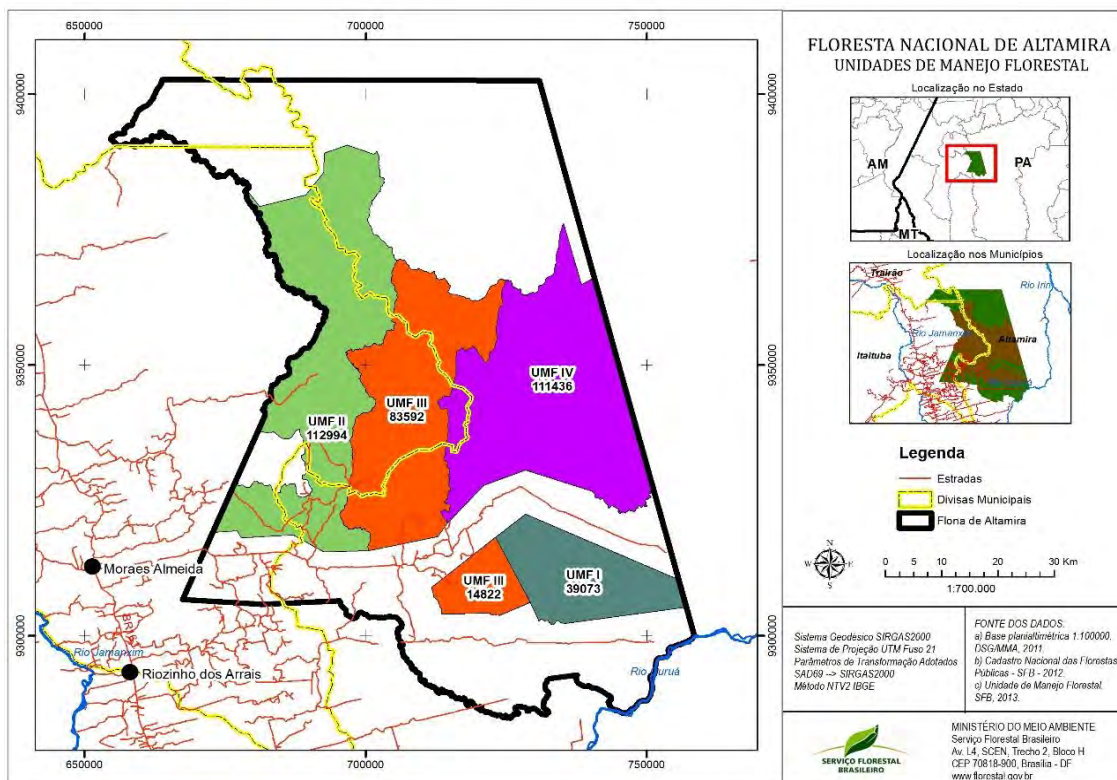 650000
700000
750000
9400000
9400000
9350000
9350000
9300000
9300000
650000
700000
750000
UMF IV
111436
UMF III
83592
UMF II
112994
UMF III
14822
UMF I
39073
Moraes Almeida
Riozinho dos Arrais
Rio Jamanxim
Rio Curuá
FLORESTA NACIONAL DE ALTAMIRA
UNIDADES DE MANEJO FLORESTAL
Localização no Estado
AM
PA
MT
Localização nos Municípios
Trairão
Rio Iriri
Rio Jamanxim
Altamira
Itaituba
Legenda
Estradas
Divisas Municipais
Flona de Altamira
N
W
E
S
0 5 10 20 30 Km
1:700.000
Sistema Geodésico SIRGAS2000
Sistema de Projeção UTM Fuso 21
Parâmetros de Transformação Adotados
SAD69 --> SIRGAS2000
Método NTV2 IBGE
FONTE DOS DADOS:
a) Base planialtimétrica 1:100000,
DSG/MMA, 2011.
b) Cadastro Nacional das Florestas
Públicas - SFB - 2012.
c) Unidade de Manejo Florestal.
SFB, 2013.
SERVIÇO FLORESTAL
BRASILEIRO
MINISTÉRIO DO MEIO AMBIENTE
Serviço Florestal Brasileiro
Av. L4, SCEN, Trecho 2, Bloco H
CEP 70818-900, Brasília - DF
www.florestal.gov.br